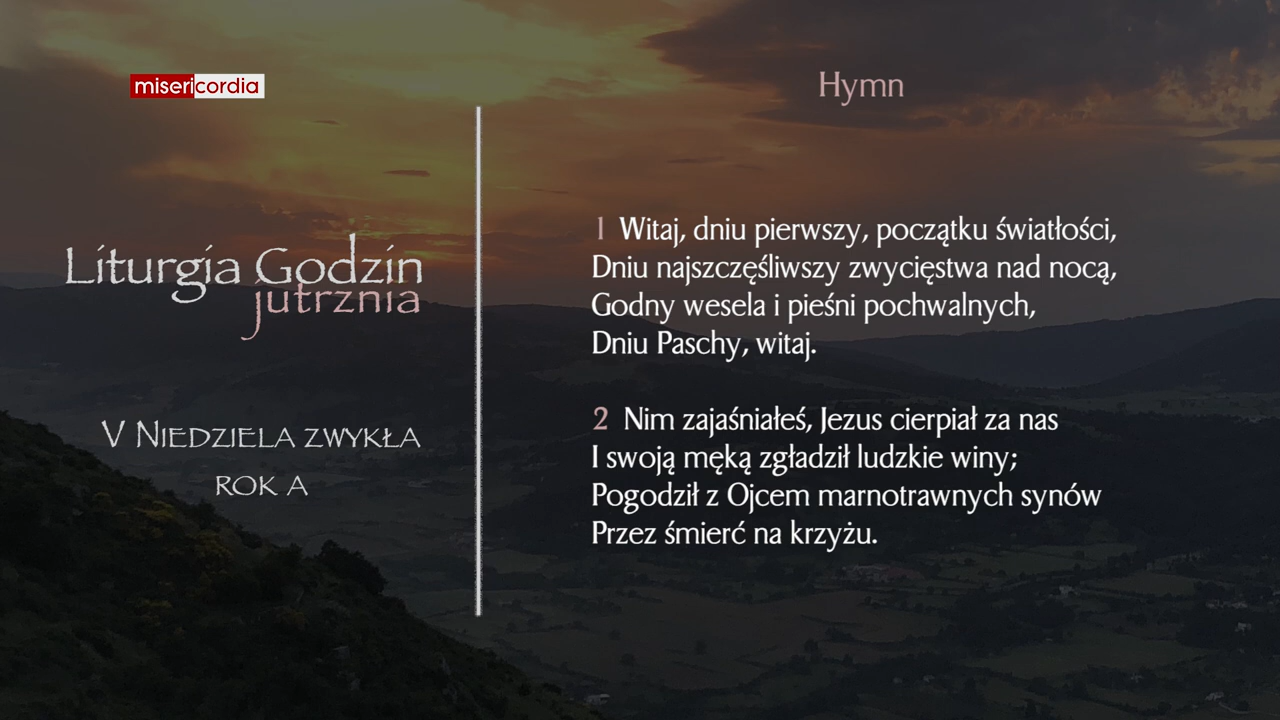 misericordia
Liturgia Godzin
jutrznia
V Niedziela zwykła
rok A
Hymn
1 Witaj, dniu pierwszy, początku światłości,
Dniu najszczęśliwszy zwycięstwa nad nocą,
Godny wesela i pieśni pochwalnych,
Dniu Paschy, witaj.
2 Nim zajaśniałeś, Jezus cierpiał za nas
I swoją męką zgładził ludzkie winy;
Pogodził z Ojcem marnotrawnych synów
Przez śmierć na krzyżu.